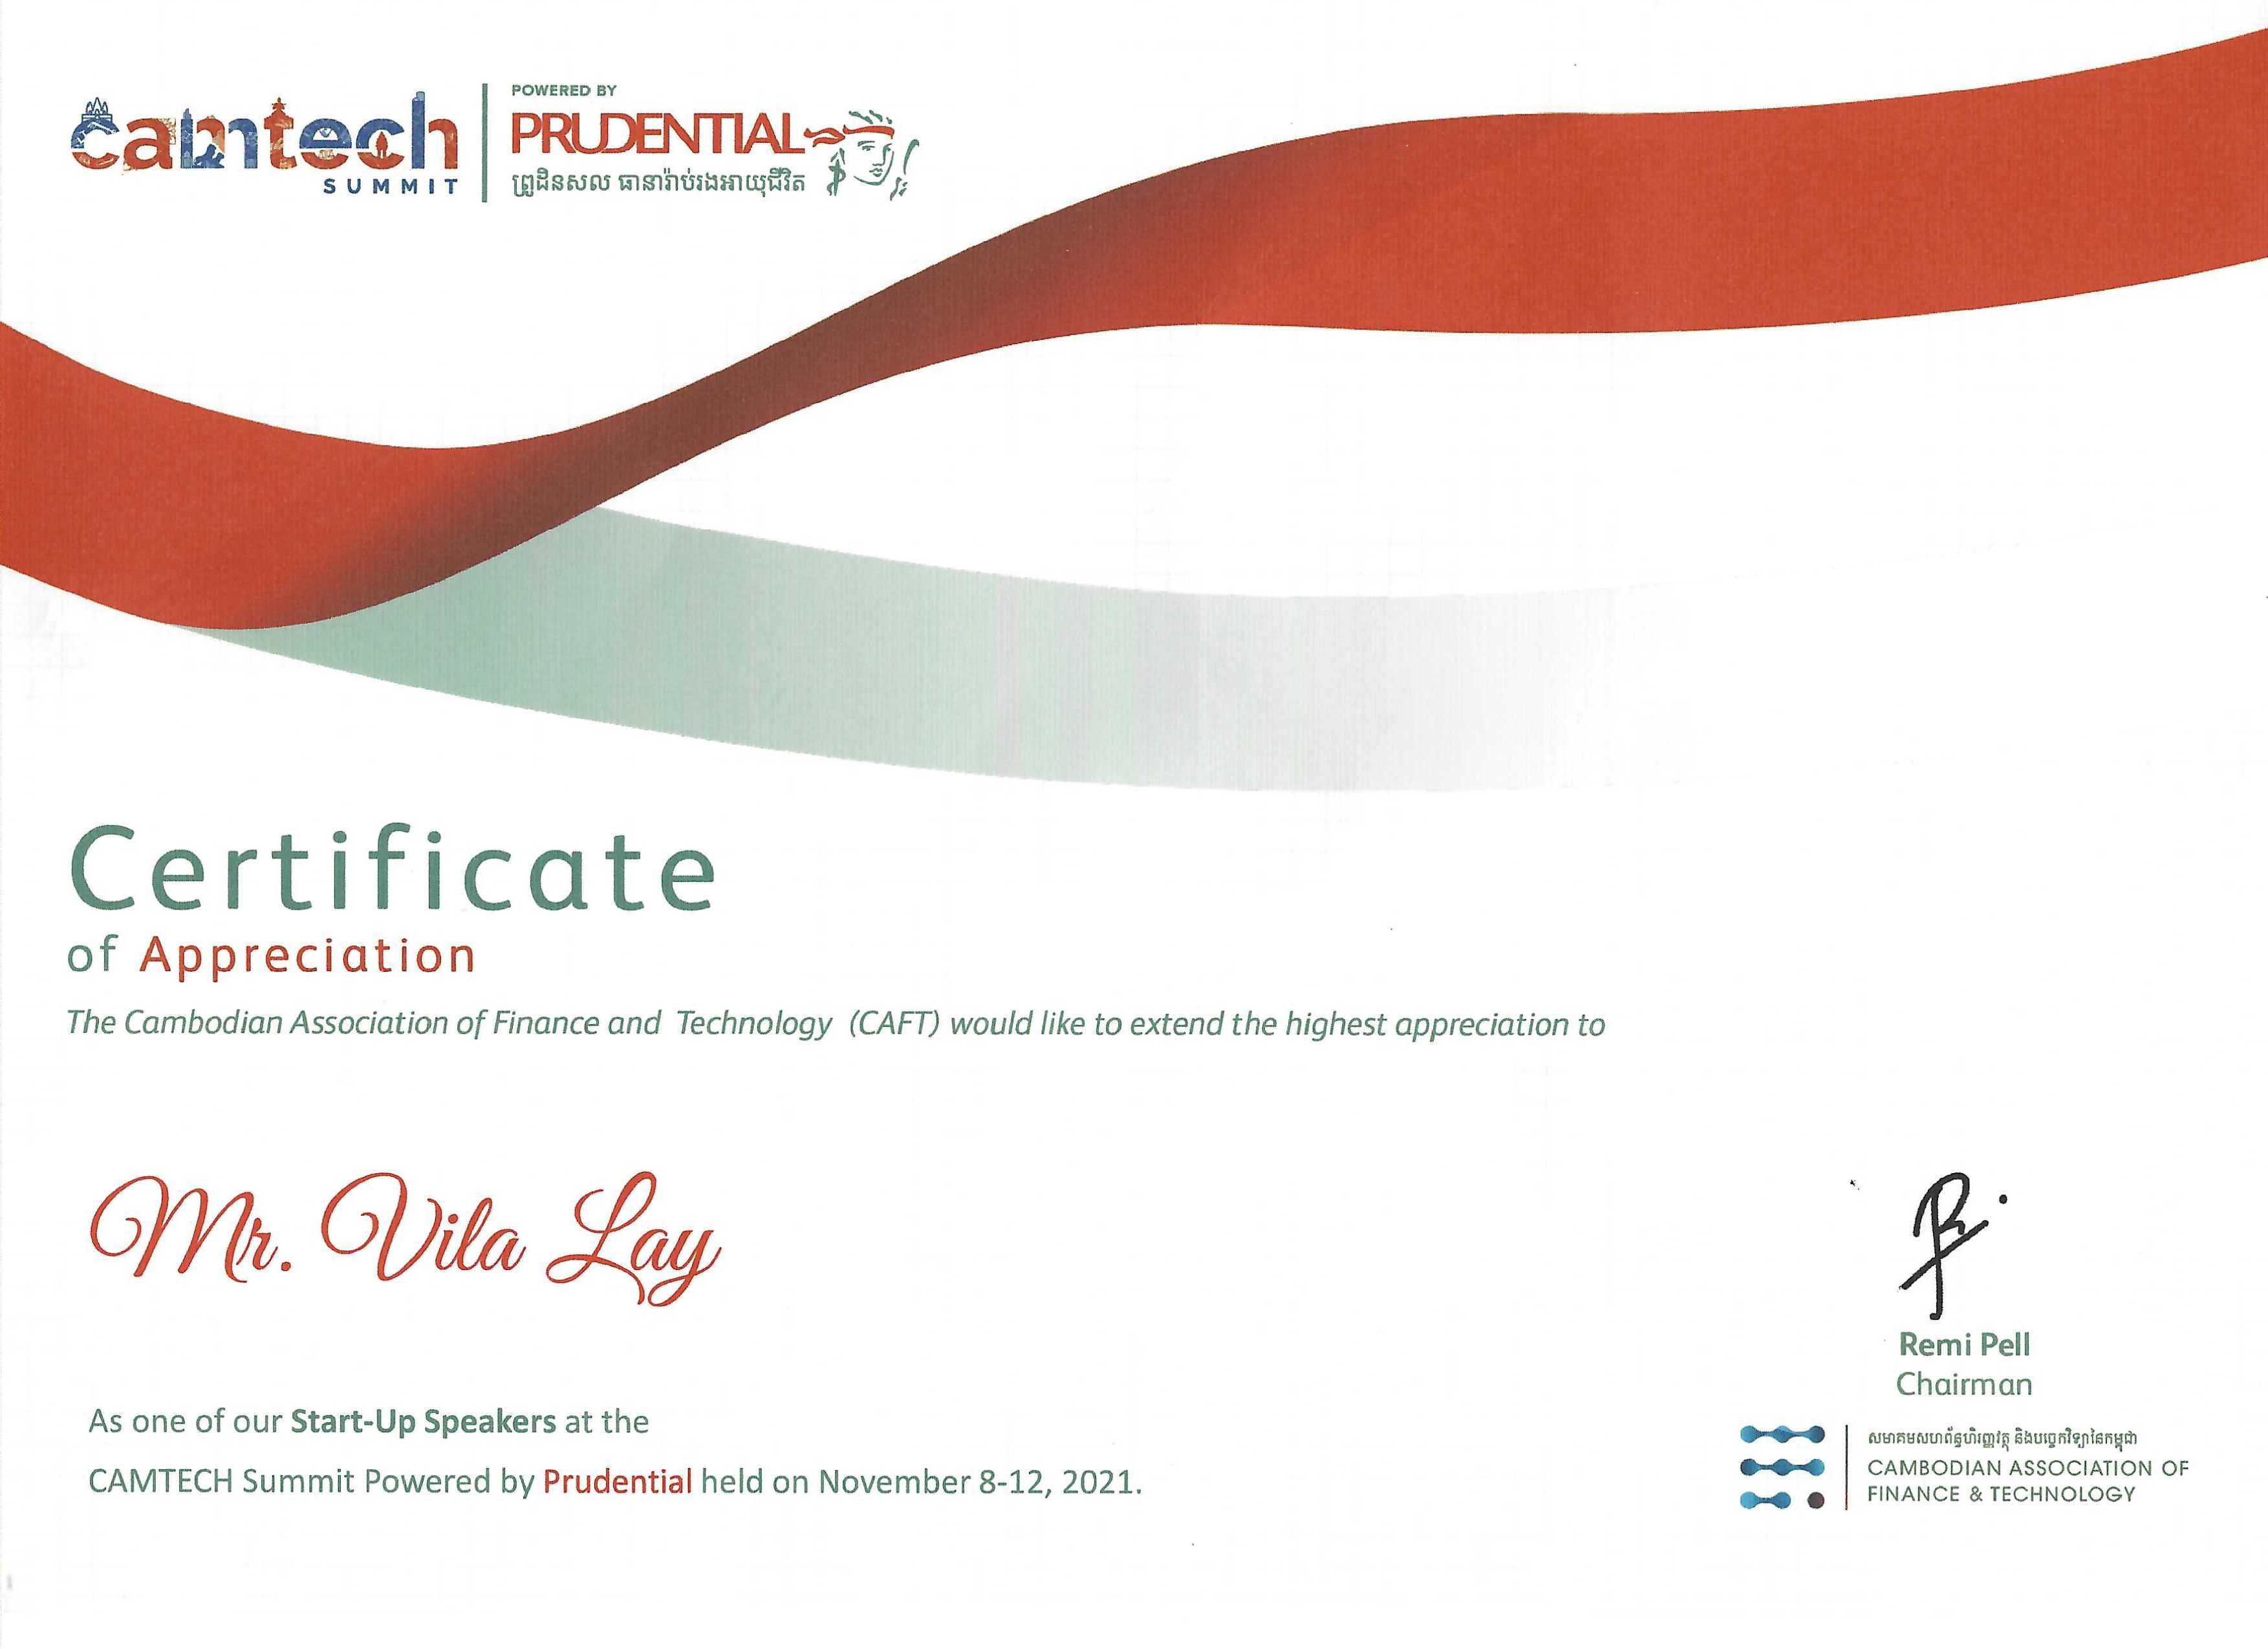 camtech
SUMMIT
POWERED BY
PRUDENTIAL
ព្រូដិនសល ធានារ៉ាប់រងអាយុជីវិត
Certificate
of Appreciation
The Cambodian Association of Finance and Technology (CAFT) would like to extend the highest appreciation to
Mr. Vila Lay
As one of our Start-Up Speakers at the
CAMTECH Summit Powered by Prudential held on November 8-12, 2021.
Remi Pell
Chairman
សមាគមសហព័ន្ធហិរញ្ញវត្ថុ និងបច្ចេកវិទ្យានៃកម្ពុជា
CAMBODIAN ASSOCIATION OF
FINANCE & TECHNOLOGY